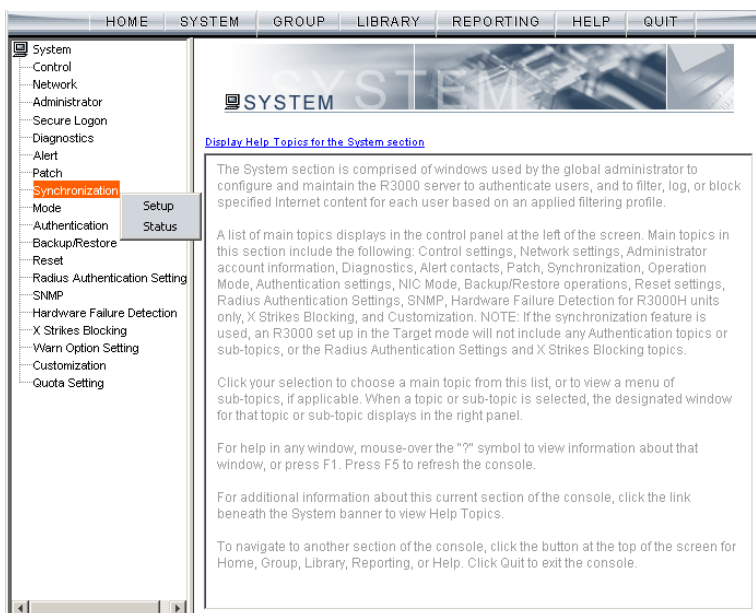 HOME SYSTEM GROUP LIBRARY REPORTING HELP QUIT
System
Control
Network
Administrator
Secure Logon
Diagnostics
Alert
Patch
Synchronization
Setup
Status
Mode
Authentication
Backup/Restore
Reset
Radius Authentication Setting
SNMP
Hardware Failure Detection
X Strikes Blocking
Warn Option Setting
Customization
Quota Setting
SYSTEM
SYSTEM
Display Help Topics for the System section
The System section is comprised of windows used by the global administrator to
configure and maintain the R3000 server to authenticate users, and to filter, log, or block
specified Internet content for each user based on an applied filtering profile.
A list of main topics displays in the control panel at the left of the screen. Main topics in
this section include the following: Control settings, Network settings, Administrator
account information, Diagnostics, Alert contacts, Patch, Synchronization, Operation
Mode, Authentication settings, NIC Mode, Backup/Restore operations, Reset settings,
Radius Authentication Settings, SNMP, Hardware Failure Detection for R3000H units
only, X Strikes Blocking, and Customization. NOTE: If the synchronization feature is
used, an R3000 set up in the Target mode will not include any Authentication topics or
sub-topics, or the Radius Authentication Settings and X Strikes Blocking topics.
Click your selection to choose a main topic from this list, or to view a menu of
sub-topics, if applicable. When a topic or sub-topic is selected, the designated window
for that topic or sub-topic displays in the right panel.
For help in any window, mouse-over the "?" symbol to view information about that
window, or press F1. Press F5 to refresh the console.
For additional information about this current section of the console, click the link
beneath the System banner to view Help Topics.
To navigate to another section of the console, click the button at the top of the screen for
Home, Group, Library, Reporting, or Help. Click Quit to exit the console.